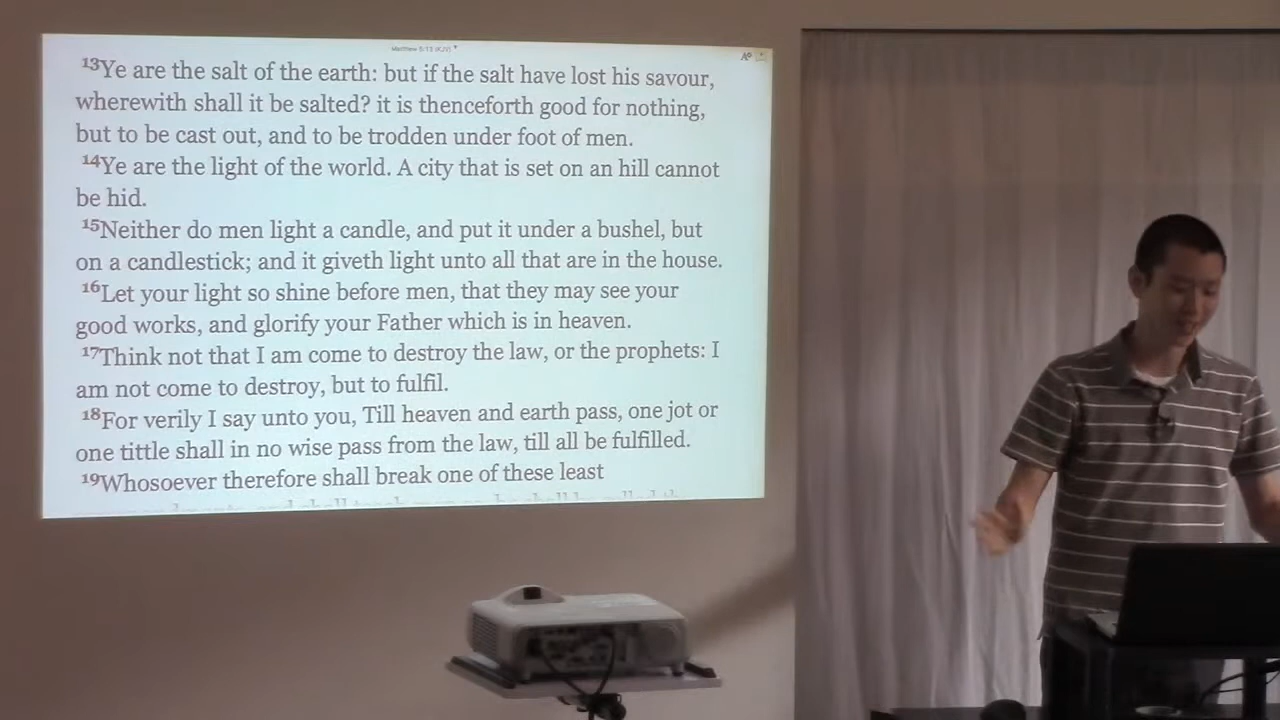 Matthew 5:13 (KJV)
13Ye are the salt of the earth: but if the salt have lost his savour,
wherewith shall it be salted? it is thenceforth good for nothing,
but to be cast out, and to be trodden under foot of men.
14Ye are the light of the world. A city that is set on an hill cannot
be hid.
15Neither do men light a candle, and put it under a bushel, but
on a candlestick; and it giveth light unto all that are in the house.
16Let your light so shine before men, that they may see your
good works, and glorify your Father which is in heaven.
17Think not that I am come to destroy the law, or the prophets: I
am not come to destroy, but to fulfil.
18For verily I say unto you, Till heaven and earth pass, one jot or
one tittle shall in no wise pass from the law, till all be fulfilled.
19Whosoever therefore shall break one of these least